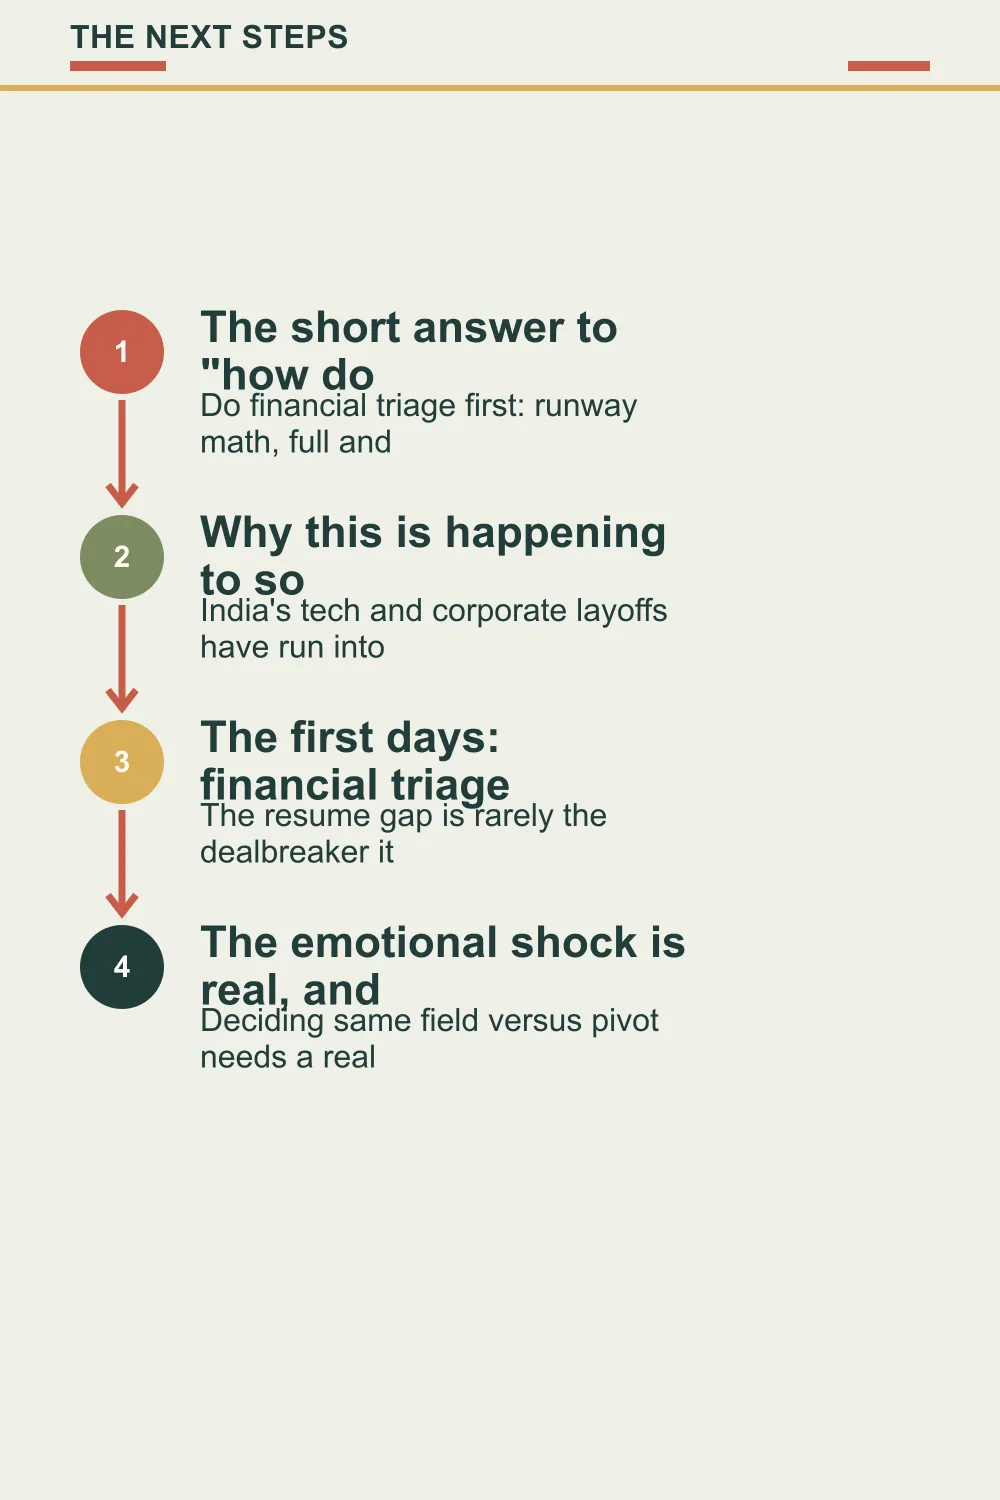 THE NEXT STEPS
1
The short answer to
"how do
Do financial triage first: runway
math, full and
2
Why this is happening
to so
India's tech and corporate layoffs
have run into
3
The first days:
financial triage
The resume gap is rarely the
dealbreaker it
4
The emotional shock is
real, and
Deciding same field versus pivot
needs a real